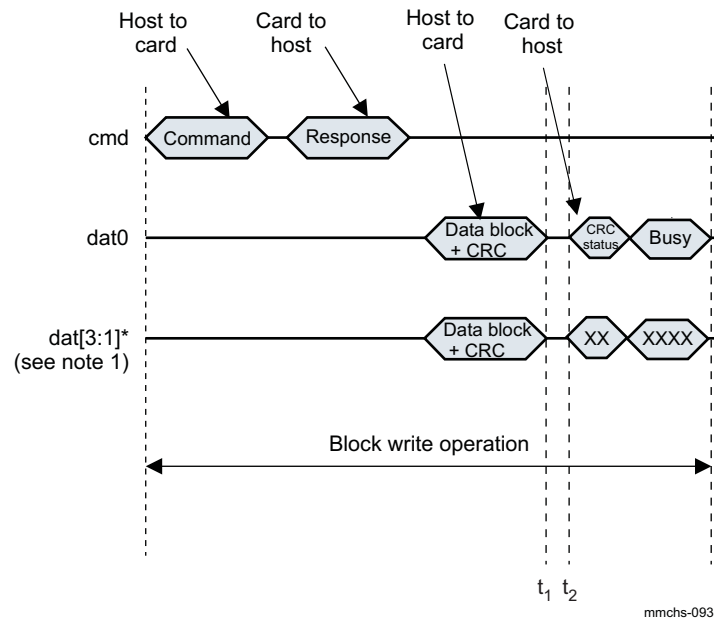 Host to
card
Card to
host
Host to
card
Card to
host
cmd
Command
Response
dat0
Data block
+ CRC
CRC
status
Busy
dat[3:1]*
(see note 1)
Data block
+ CRC
XX
XXXX
Block write operation
t1 t2
mmchs-093